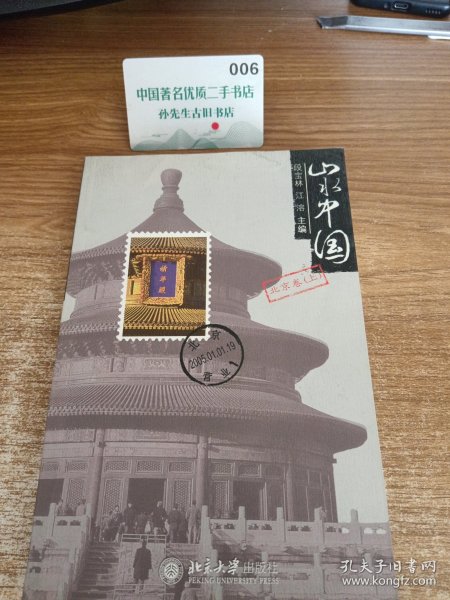 006
中国著名优质二手书店
孙先生古旧书店
山水中国
段宝林 江溶 主编
北京卷(上)
祈年殿
北京
2005.01.01.19
北京大学出版社
PEKING UNIVERSITY PRESS
孔夫子旧书网
www.kongfz.com